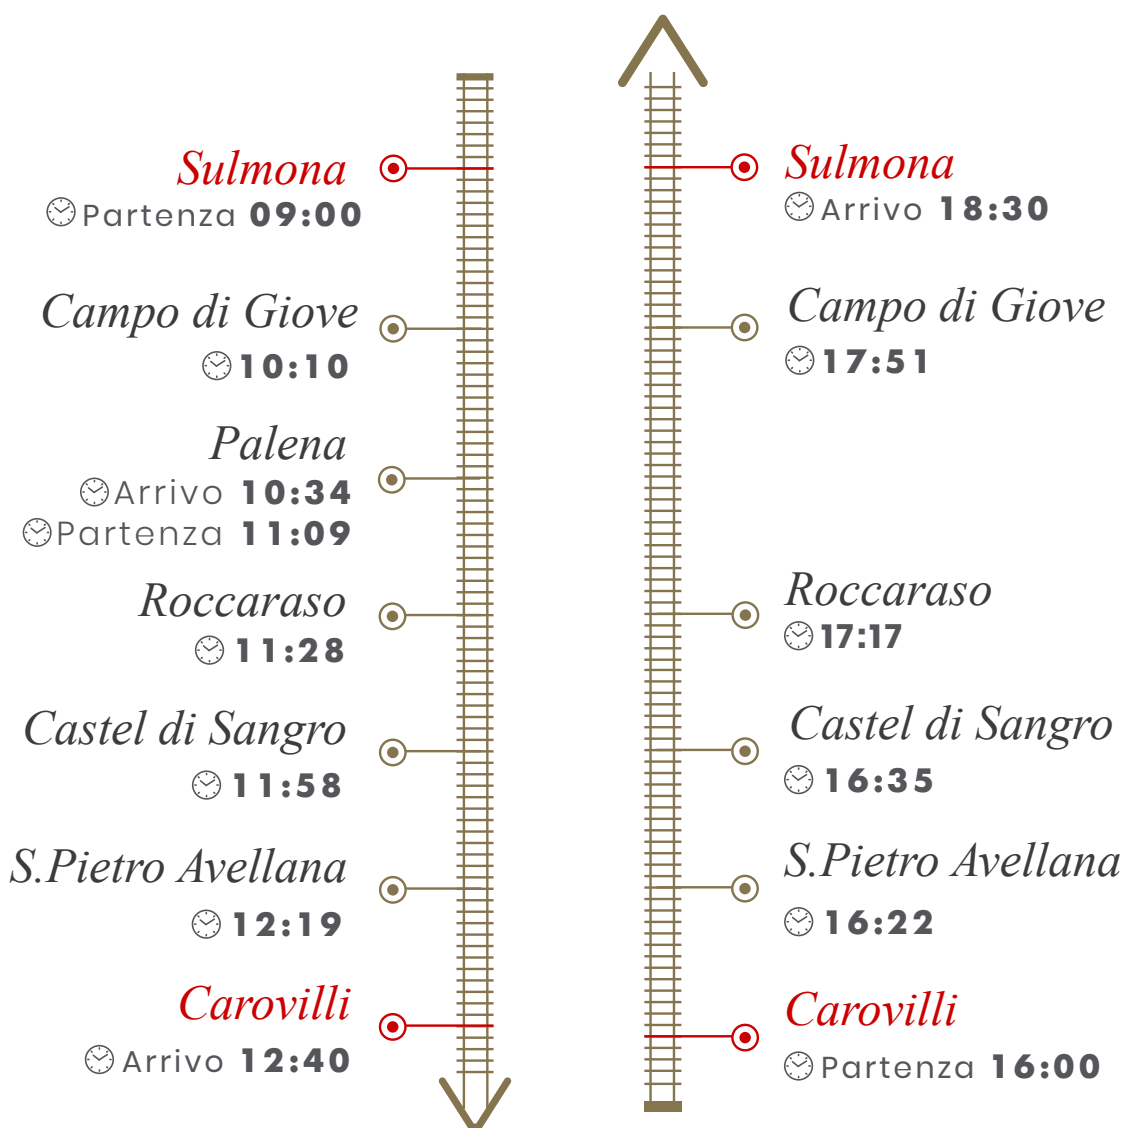 Sulmona
Partenza 09:00
Campo di Giove
10:10
Palena
Arrivo 10:34
Partenza 11:09
Roccaraso
11:28
Castel di Sangro
11:58
S.Pietro Avellana
12:19
Carovilli
Arrivo 12:40
Sulmona
Arrivo 18:30
Campo di Giove
17:51
Roccaraso
17:17
Castel di Sangro
16:35
S.Pietro Avellana
16:22
Carovilli
Partenza 16:00